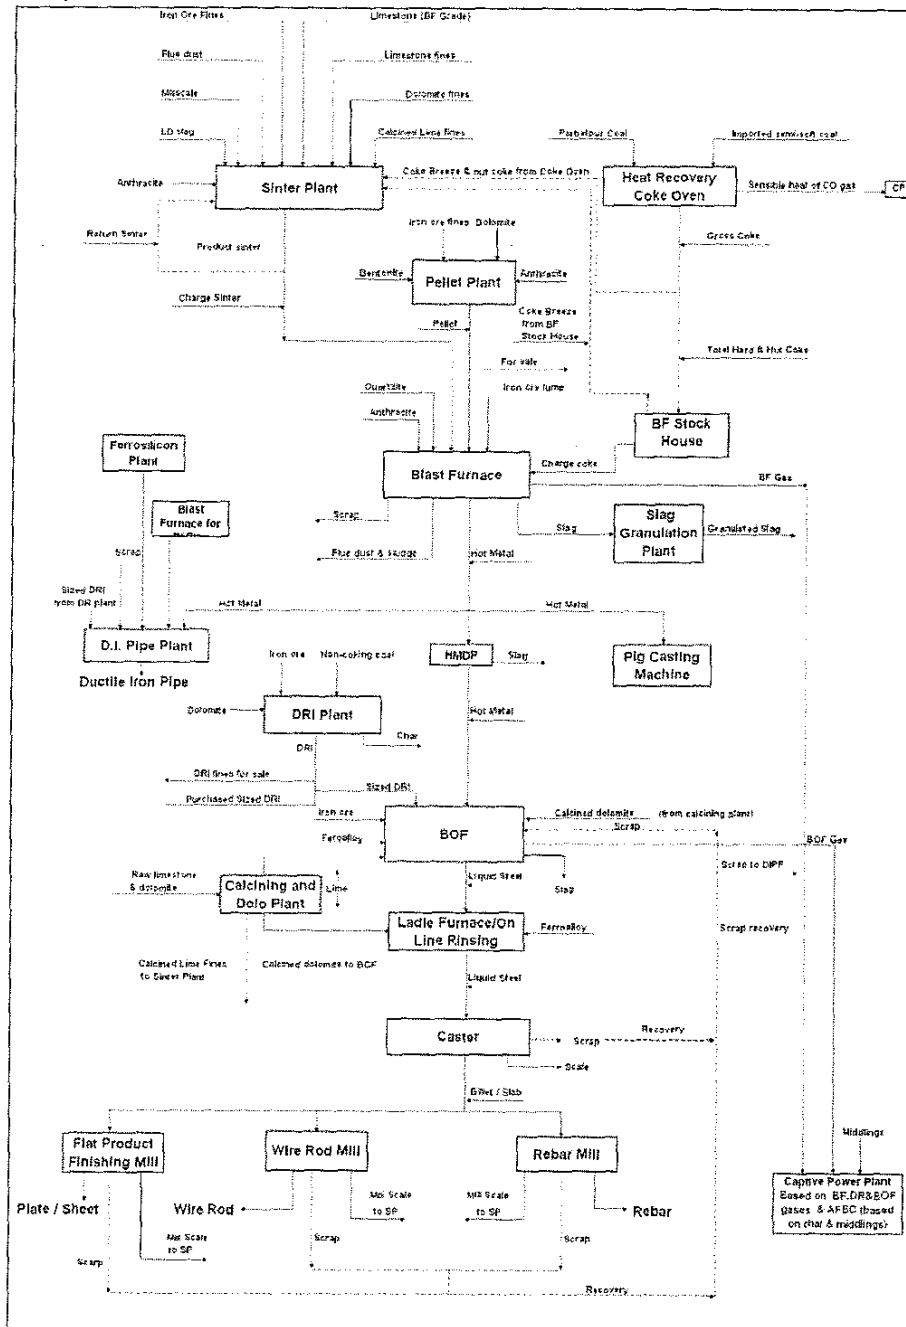 Iron Ore Fines
Limestone (BF Grade)
Flue dust
Limestone fines
Millscale
Dolomite fines
LD slag
Calcined Lime fines
Imported semi-soft coal
Sinter Plant
Coke Breeze & nut coke from Coke Oven
Heat Recovery
Coke Oven
Sensible heat of CO gas
CP
Anthracite
Return Sinter
Product sinter
Iron ore fines
Dolomite
Gross Coke
Bentonite
Pellet Plant
Anthracite
Charge Sinter
Pellet
Coke Breeze
from BF
Stock House
Total Hard & Nut Coke
For sale
Quartzite
Iron ore lump
Anthracite
BF Stock
House
Ferrosilicon
Plant
Blast Furnace
Charge coke
BF Gas
Blast
Furnace for
Scrap
Slag
Slag
Granulation
Plant
Granulated Slag
Scrap
Flue dust & sludge
Hot Metal
Sized DRI
from DR plant
Hot Metal
Hot Metal
D.I. Pipe Plant
HMDP
Slag
Pig Casting
Machine
Ductile Iron Pipe
Iron ore
Non-coking coal
Dolomite
DRI Plant
Hot Metal
Char
DRI
DRI fines for sale
Sized DRI
Purchased Sized DRI
Iron ore
Calcined dolomite
(from calcining plant)
Scrap
Ferroalloy
BOF
BOF Gas
Scrap to DIPP
Raw limestone
& dolomite
Calcining and
Dolo Plant
Lime
Liquid Steel
Slag
Ladle Furnace/On
Line Rinsing
Ferroalloy
Scrap recovery
Calcined Lime Fines
to Sinter Plant
Calcined dolomite to BOF
Liquid Steel
Caster
Scrap
Recovery
Scale
Billet / Slab
Flat Product
Finishing Mill
Wire Rod Mill
Rebar Mill
Middlings
Plate / Sheet
Wire Rod
Mill Scale
to SP
Mill Scale
to SP
Rebar
Captive Power Plant
Based on BF,DR&BOF
gases & AFBC (based
on char & middlings)
Mill Scale
to SP
Scarp
Scrap
Scrap
Recovery